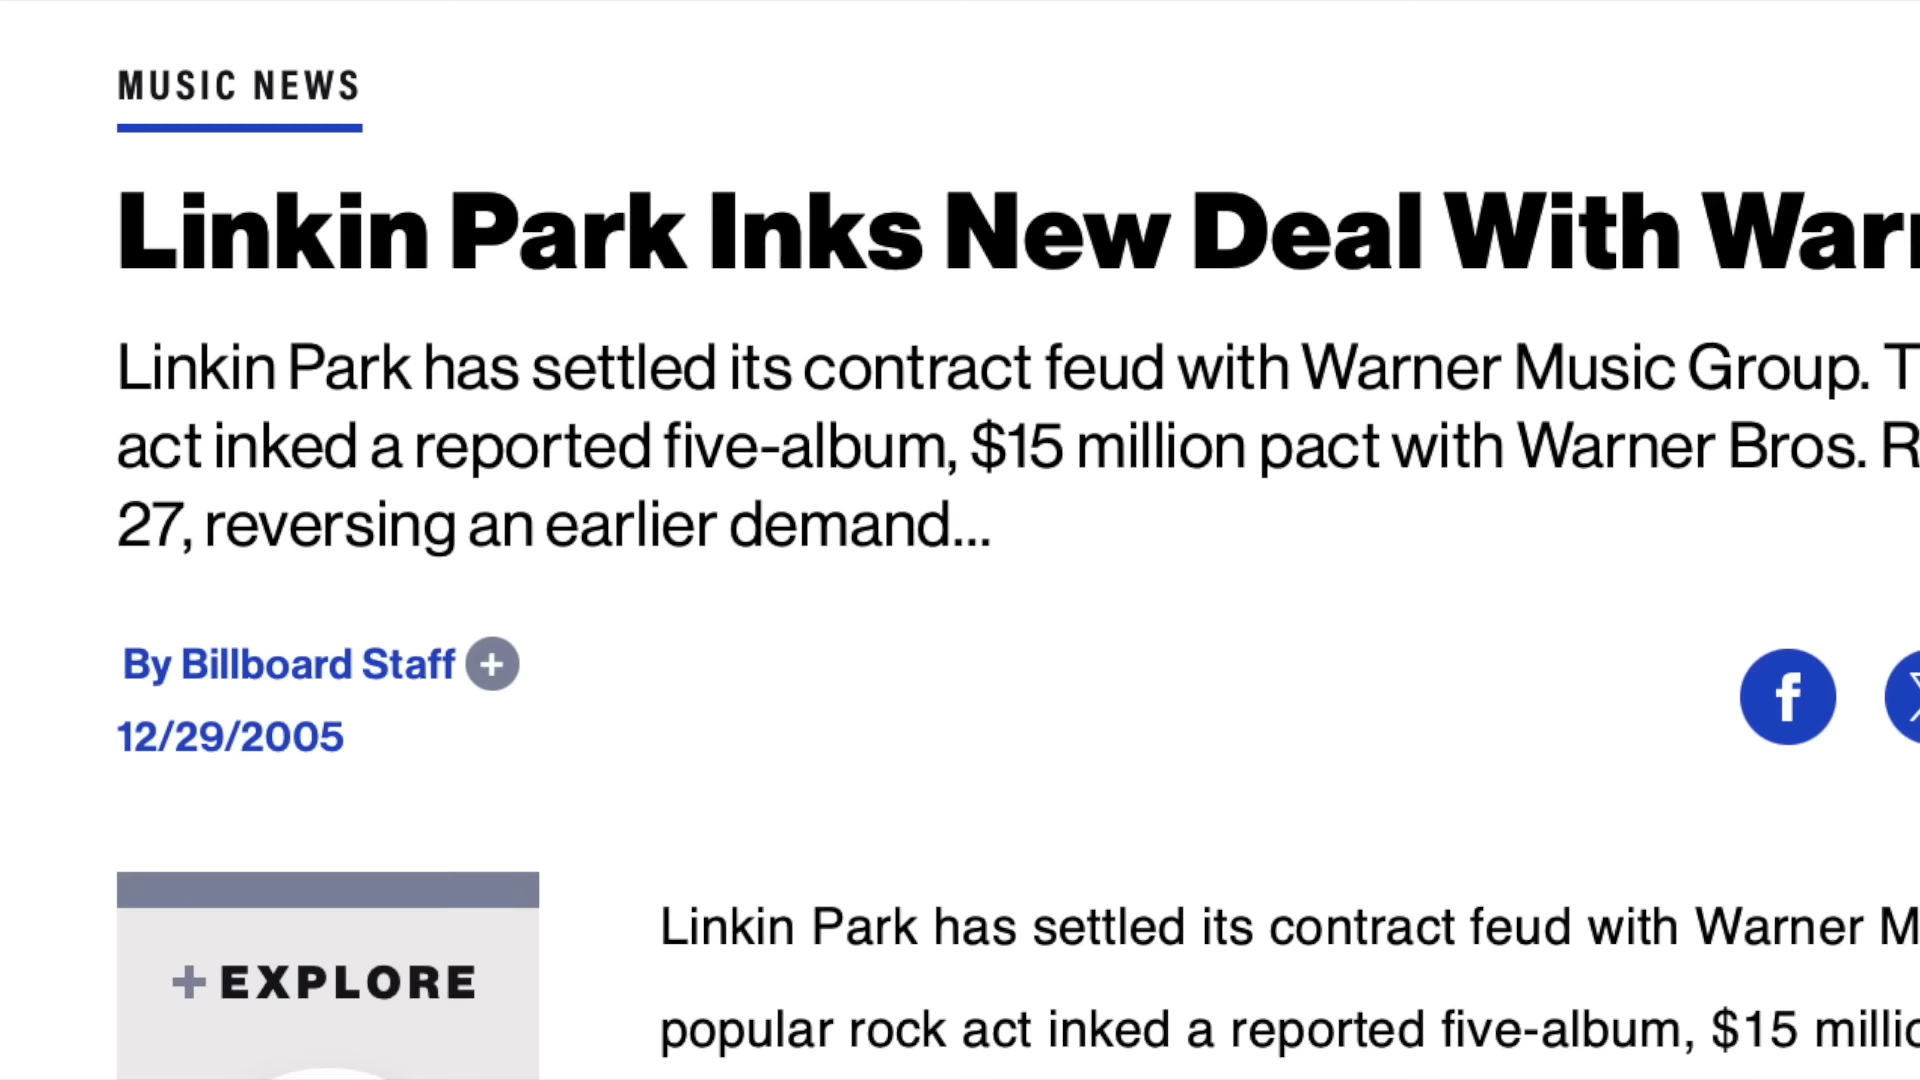 MUSIC NEWS
Linkin Park Inks New Deal With
Linkin Park has settled its contract feud with Warner Music Group.
act inked a reported five-album, $15 million pact with Warner Bros.
27, reversing an earlier demand...
By Billboard Staff +
12/29/2005
f
+ EXPLORE
Linkin Park has settled its contract feud with Warner
popular rock act inked a reported five-album, $15